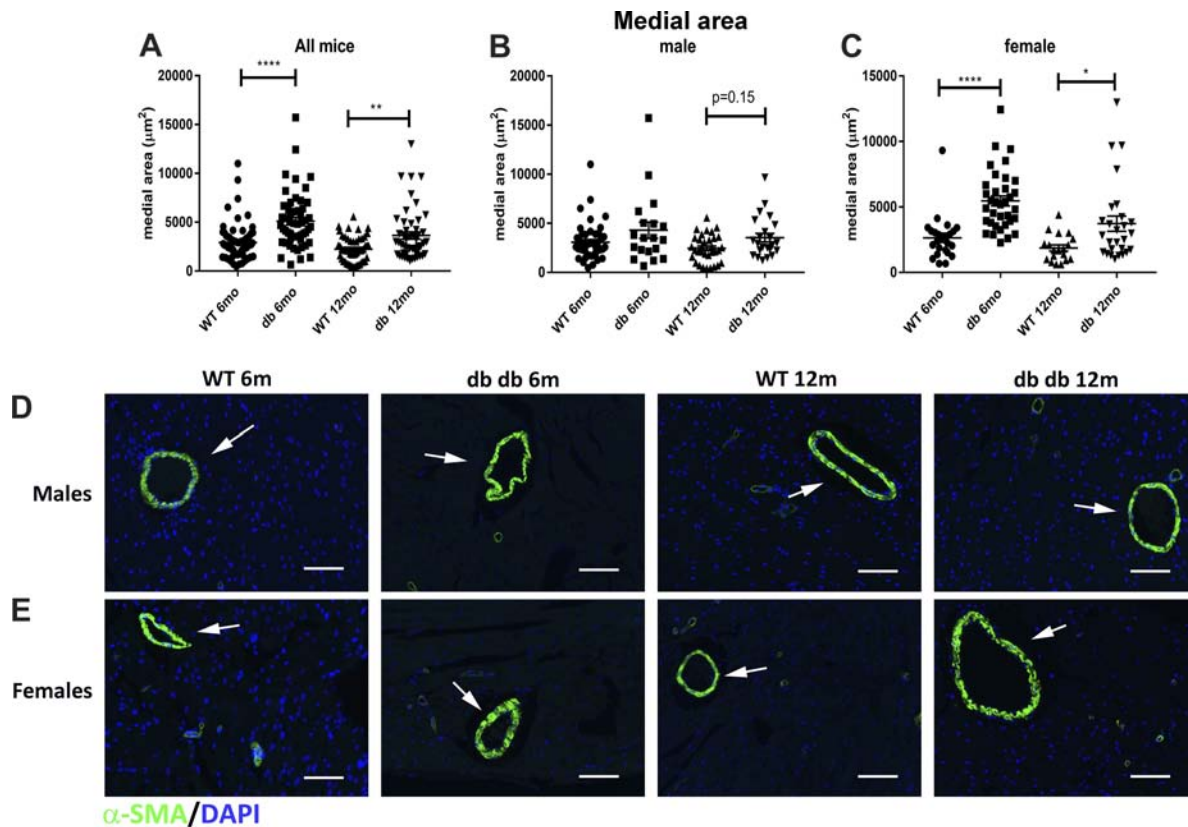 Medial area
A
All mice
medial area (μm²)
20000
15000
10000
5000
0
****
**
WT 6mo
db 6mo
WT 12mo
db 12mo
B
male
medial area (μm²)
20000
15000
10000
5000
0
p=0.15
WT 6mo
db 6mo
WT 12mo
db 12mo
C
female
medial area (μm²)
15000
10000
5000
0
****
*
WT 6mo
db 6mo
WT 12mo
db 12mo
WT 6m
db db 6m
WT 12m
db db 12m
D
Males
E
Females
α-SMA/DAPI